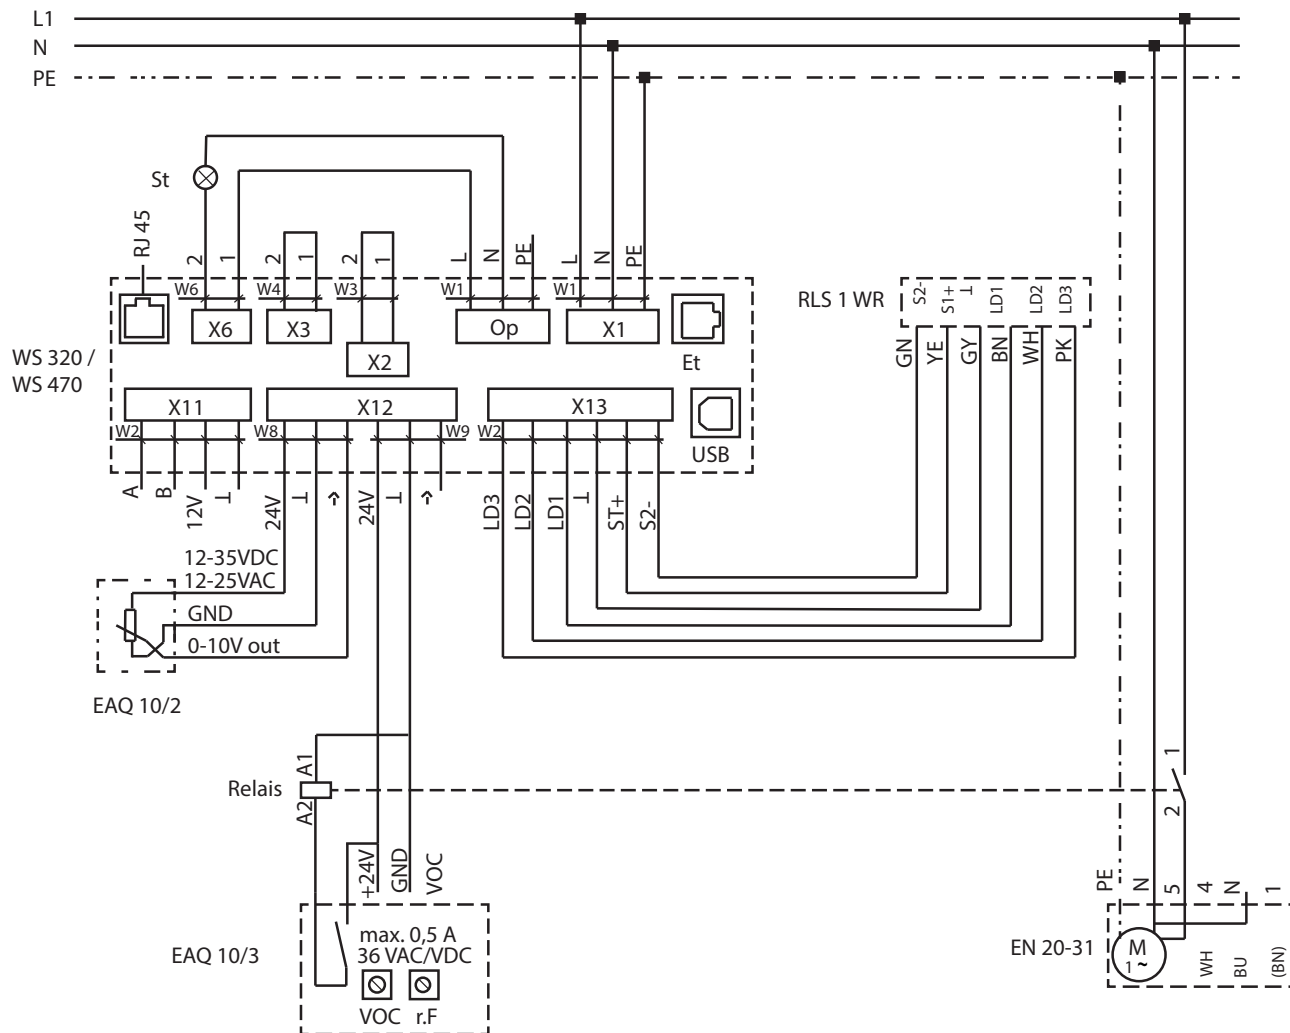 L1
N
PE
St
RJ 45
2
1
2
1
2
1
L
N
PE
L
N
PE
W6
W4
W3
W1
W1
X6
X3
X2
Op
X1
Et
WS 320 /
WS 470
X11
X12
X13
USB
W2
W8
W9
W2
A
B
12V
⊥
24V
⊥
24V
⊥
LD3
LD2
LD1
⊥
ST+
S2-
RLS 1 WR
S2-
S1+
⊥
LD1
LD2
LD3
GN
YE
GY
BN
WH
PK
12-35VDC
12-25VAC
GND
0-10V out
EAQ 10/2
Relais
A1
A2
1
2
+24V
GND
VOC
EAQ 10/3
max. 0,5 A
36 VAC/VDC
VOC
r.F
PE
N
5
4
N
1
EN 20-31
M
1 ~
WH
BU
(BN)